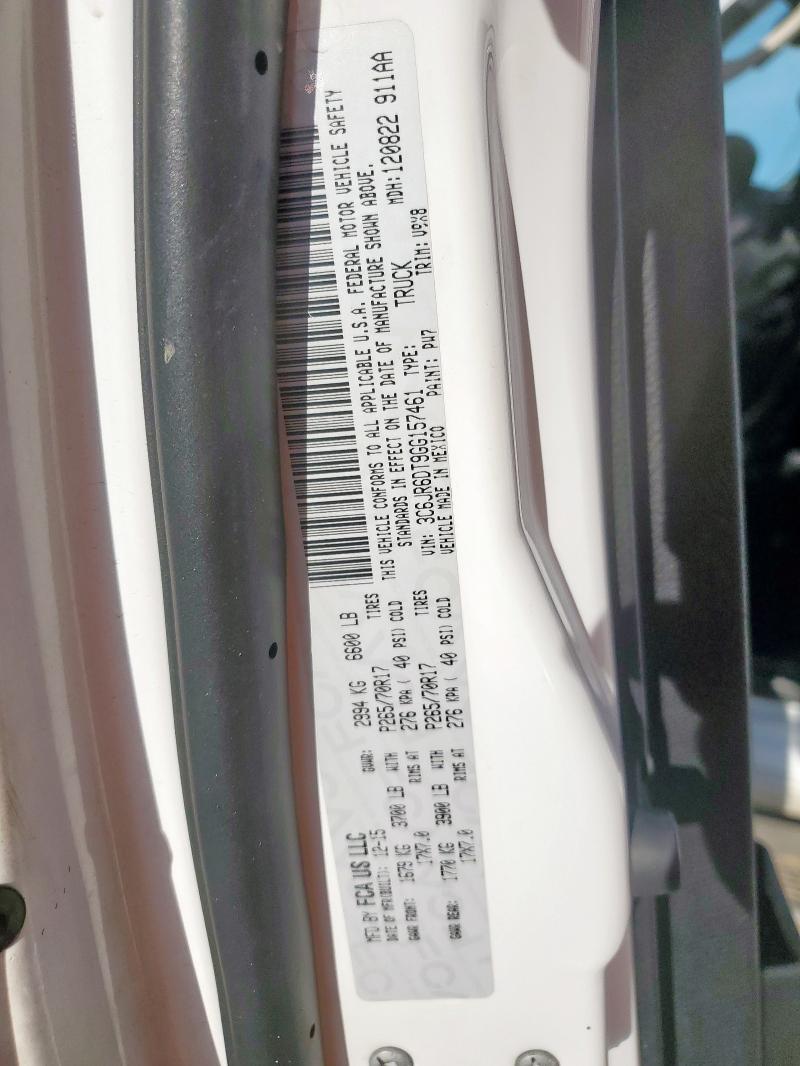 MFD BY FCA US LLC
DATE OF MFR(BUILT): 12-15 GVWR: 2994 KG 6600 LB
GAWR FRONT: 1679 KG 3700 LB WITH P265/70R17 TIRES
17X7.0 RIMS AT 276 KPA ( 40 PSI) COLD
GAWR REAR: 1770 KG 3900 LB WITH P265/70R17 TIRES
17X7.0 RIMS AT 276 KPA ( 40 PSI) COLD
THIS VEHICLE CONFORMS TO ALL APPLICABLE U.S.A. FEDERAL MOTOR VEHICLE SAFETY
STANDARDS IN EFFECT ON THE DATE OF MANUFACTURE SHOWN ABOVE.
VIN: 3C6JR6DT9GG157461 TYPE: TRUCK MDH: 120822 911AA
VEHICLE MADE IN MEXICO PAINT: PW7 TRIM: V9X8